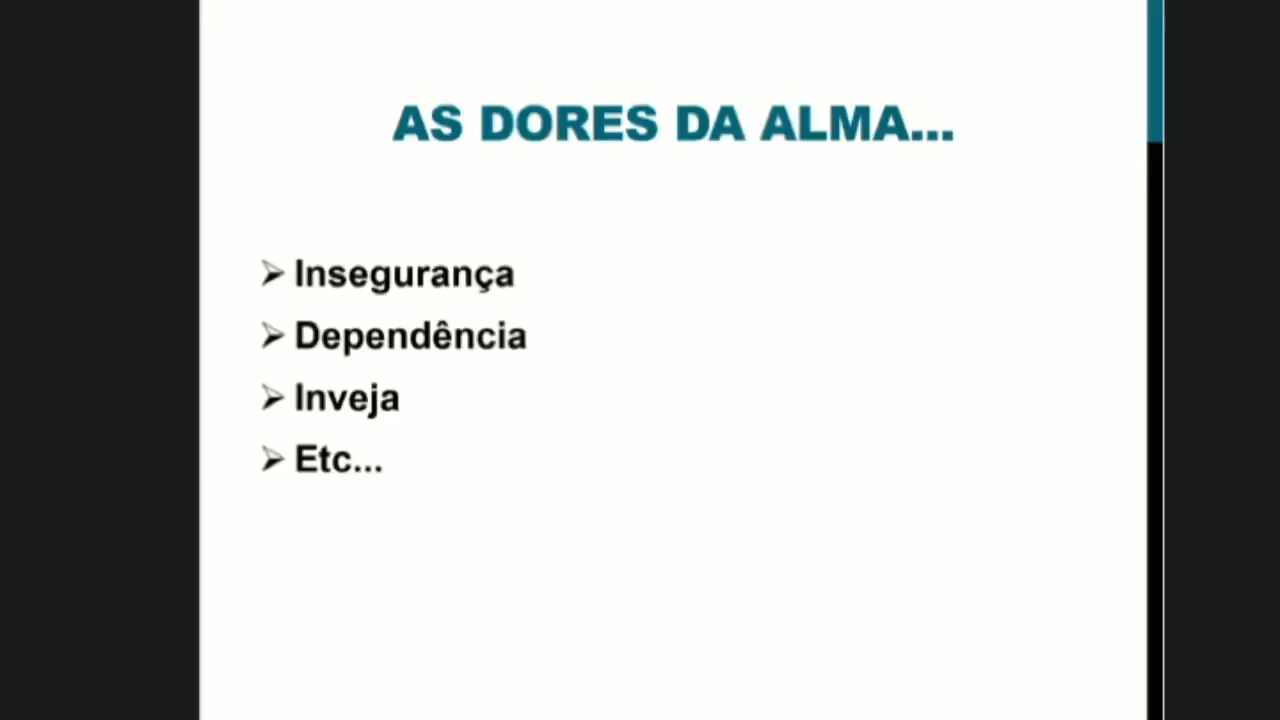 AS DORES DA ALMA...
Insegurança
Dependência
Inveja
Etc...